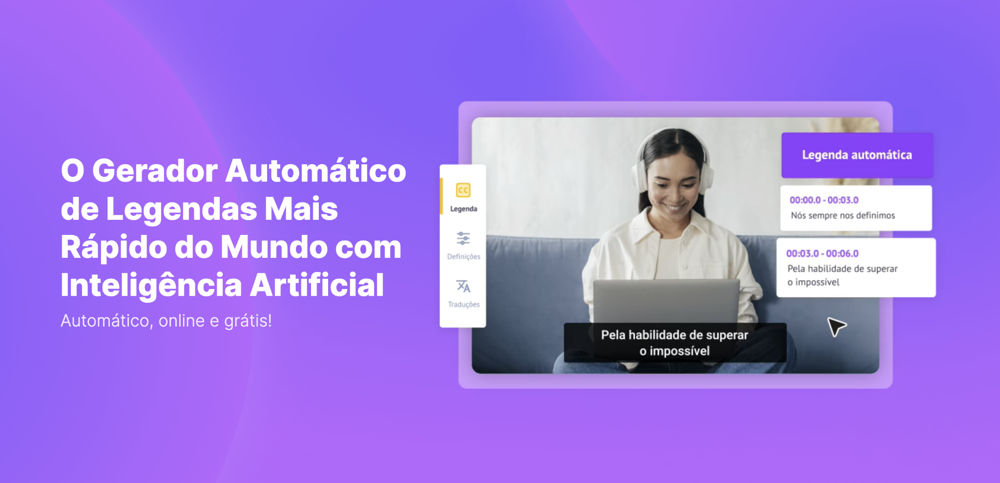 O Gerador Automático
de Legendas Mais
Rápido do Mundo com
Inteligência Artificial
Automático, online e grátis!
CC
Legenda
Definições
Traduções
Legenda automática
00:00.0 - 00:03.0
Nós sempre nos definimos
00:03.0 - 00:06.0
Pela habilidade de superar
o impossível
Pela habilidade de superar
o impossível